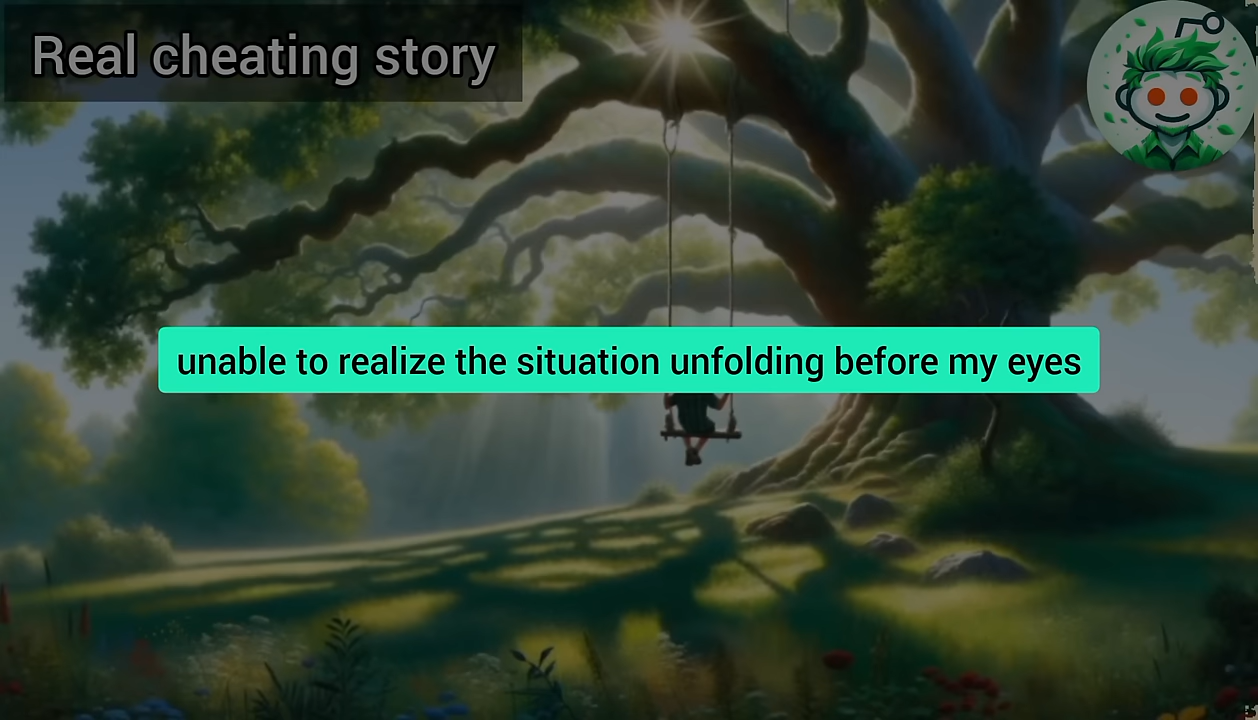 Real cheating story
unable to realize the situation unfolding before my eyes